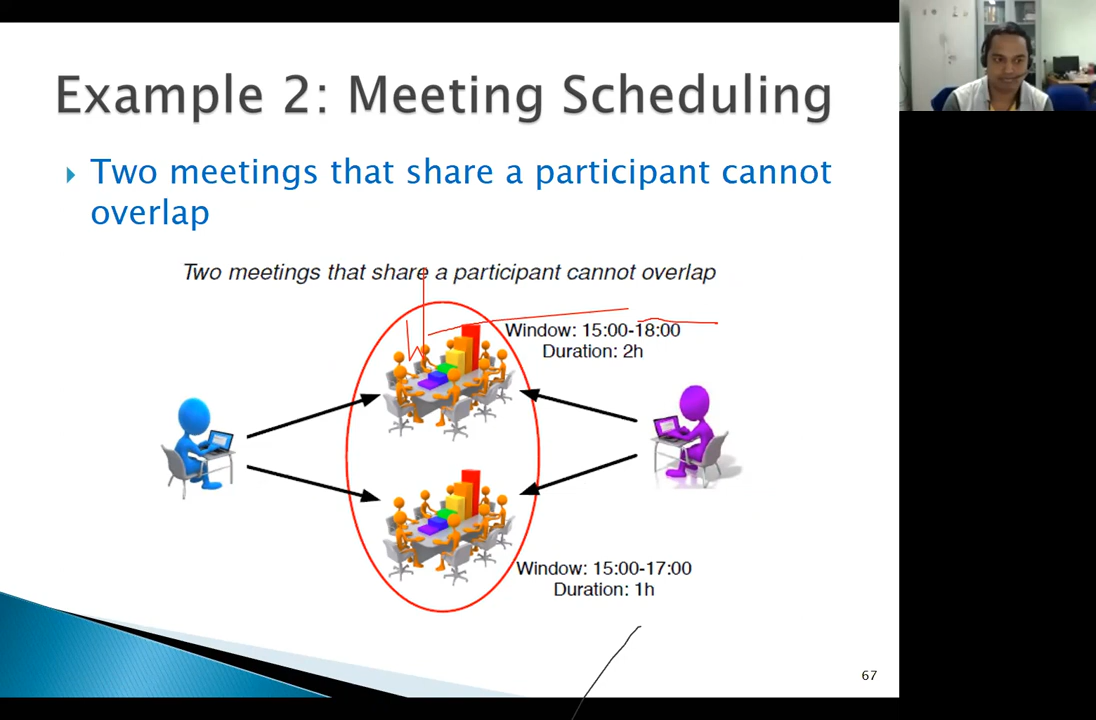 Example 2: Meeting Scheduling
Two meetings that share a participant cannot
overlap
Two meetings that share a participant cannot overlap
Window: 15:00-18:00
Duration: 2h
Window: 15:00-17:00
Duration: 1h
67